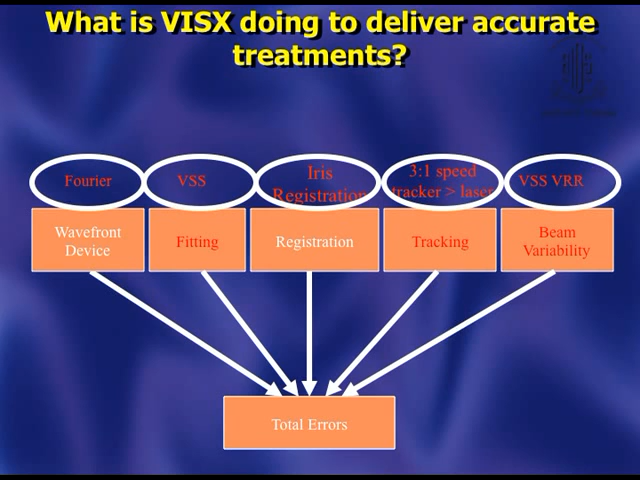 What is VISX doing to deliver accurate
treatments?
Fourier
VSS
Iris
Registration
3:1 speed
tracker > laser
VSS VRR
Wavefront
Device
Fitting
Registration
Tracking
Beam
Variability
Total Errors